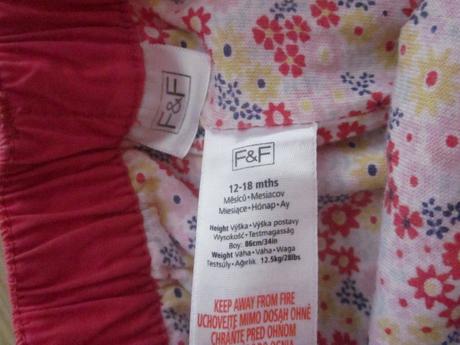 F&F
F&F
12-18 mths
Měsíců•Mesiacov
Miesiące•Hónap•Ay
Height Výška•Výška postavy
Wysokość•Testmagasság
Boy: 86cm/34in
Weight Váha•Váha•Waga
Testsúly•Ağırlık 12.5kg/28lbs
KEEP AWAY FROM FIRE
UCHOVEJTE MIMO DOSAH OHNĚ
CHRÁNTE PRED OHŇOM